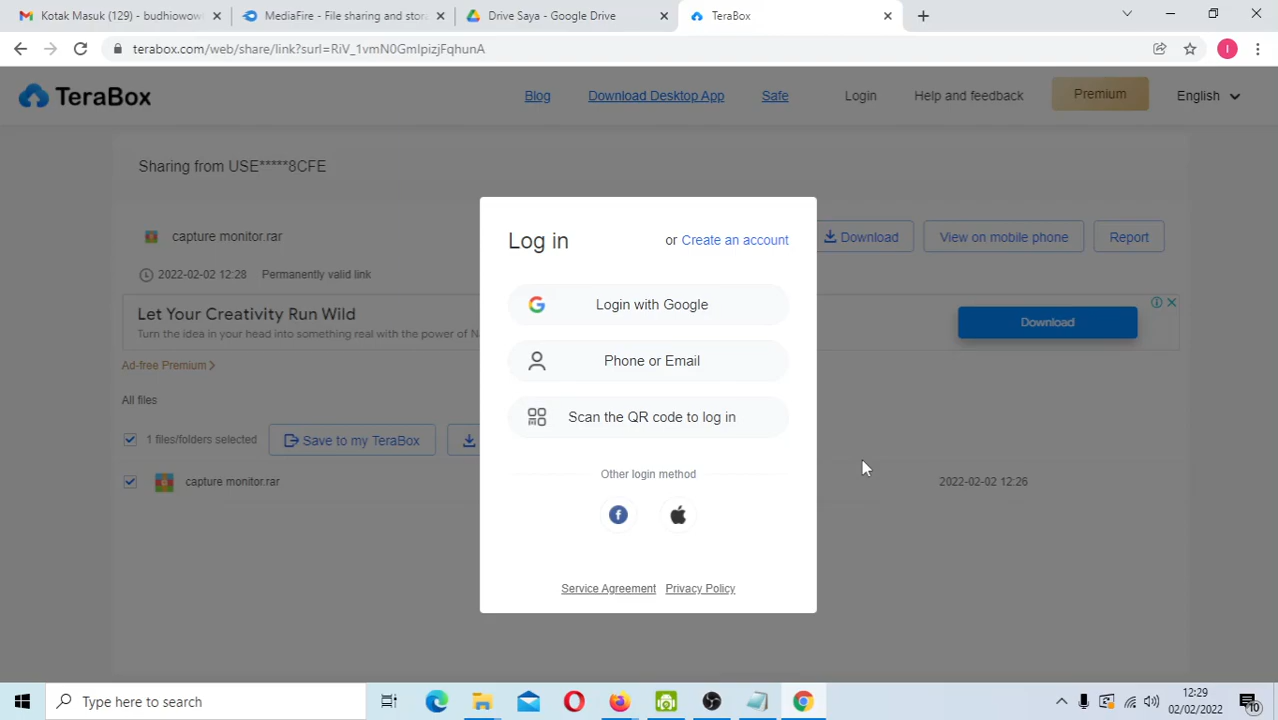 Kotak Masuk (129) - budhiowowl
MediaFire - File sharing and stora
Drive Saya - Google Drive
TeraBox
terabox.com/web/share/link?surl=RiV_1vmN0GmIpizjFqhunA
I
TeraBox
Blog
Download Desktop App
Safe
Login
Help and feedback
Premium
English
Sharing from USE*****8CFE
capture monitor.rar
Download
View on mobile phone
Report
2022-02-02 12:28
Permanently valid link
Let Your Creativity Run Wild
Turn the idea in your head into something real with the power of N
Download
Ad-free Premium
All files
1 files/folders selected
Save to my TeraBox
capture monitor.rar
2022-02-02 12:26
Log in
or Create an account
Login with Google
Phone or Email
Scan the QR code to log in
Other login method
Service Agreement
Privacy Policy
Type here to search
12:29
02/02/2022
10